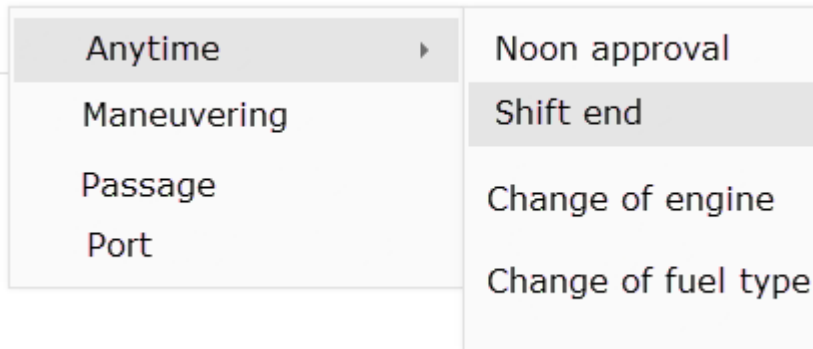 Anytime
Maneuvering
Passage
Port
Noon approval
Shift end
Change of engine
Change of fuel type